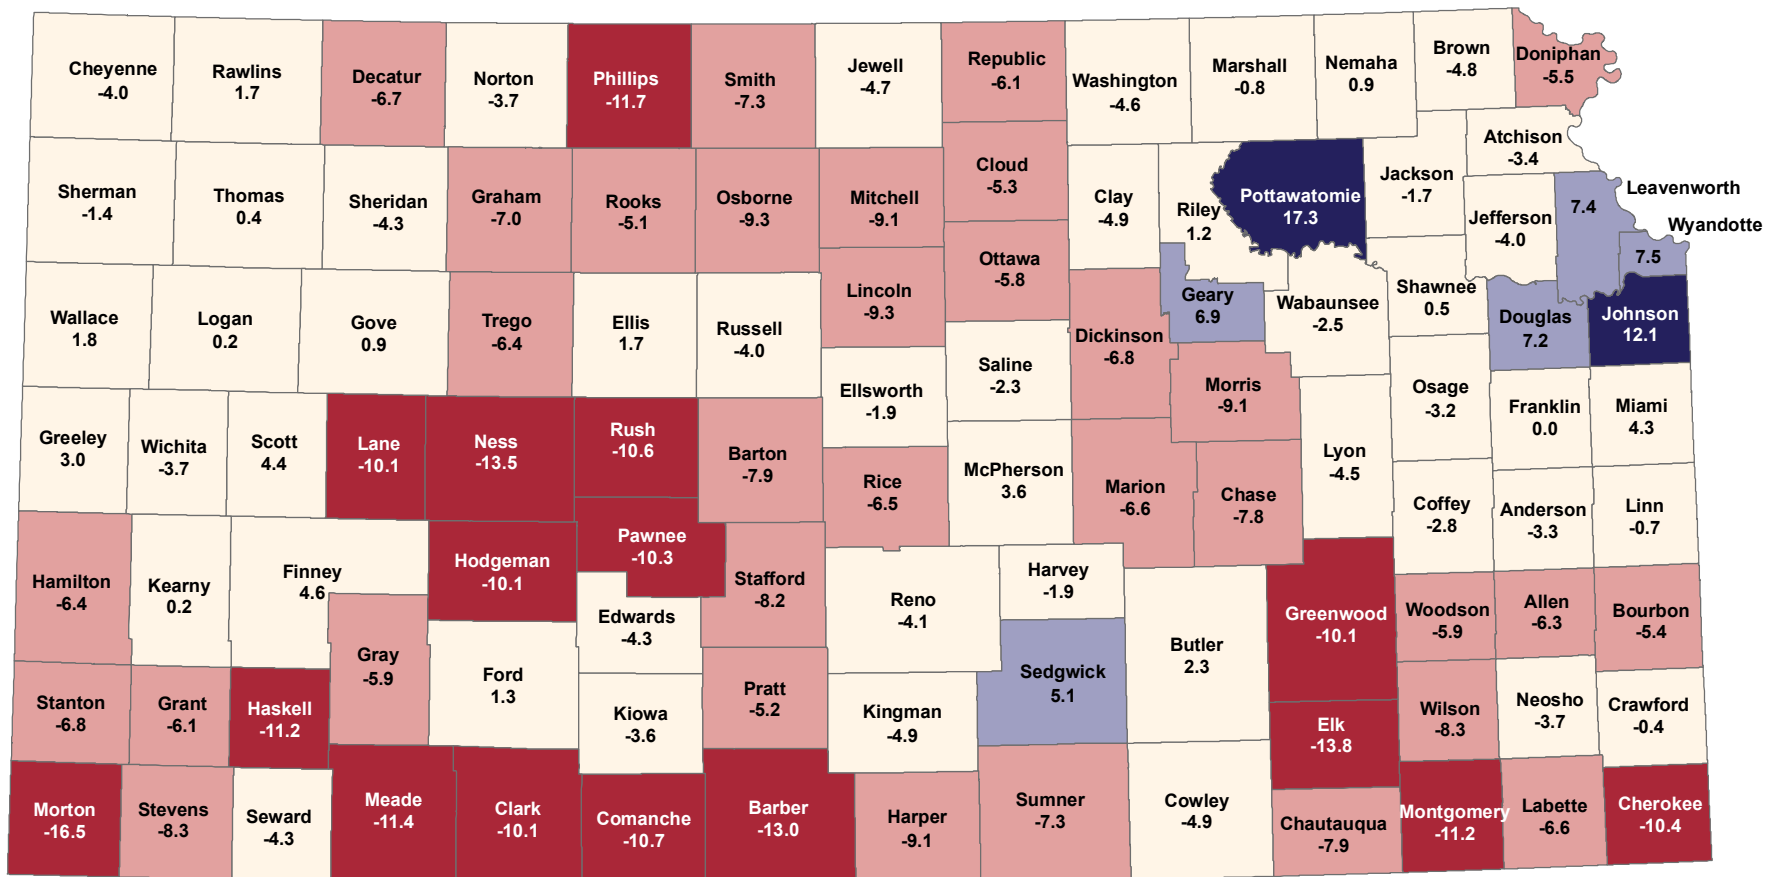 Cheyenne
-4.0
Rawlins
1.7
Decatur
-6.7
Norton
-3.7
Phillips
-11.7
Smith
-7.3
Jewell
-4.7
Republic
-6.1
Washington
-4.6
Marshall
-0.8
Nemaha
0.9
Brown
-4.8
Doniphan
-5.5
Sherman
-1.4
Thomas
0.4
Sheridan
-4.3
Graham
-7.0
Rooks
-5.1
Osborne
-9.3
Mitchell
-9.1
Cloud
-5.3
Clay
-4.9
Riley
1.2
Pottawatomie
17.3
Jackson
-1.7
Atchison
-3.4
Jefferson
-4.0
Leavenworth
7.4
Wyandotte
7.5
Wallace
1.8
Logan
0.2
Gove
0.9
Trego
-6.4
Ellis
1.7
Russell
-4.0
Lincoln
-9.3
Ottawa
-5.8
Saline
-2.3
Dickinson
-6.8
Geary
6.9
Wabaunsee
-2.5
Shawnee
0.5
Douglas
7.2
Johnson
12.1
Greeley
3.0
Wichita
-3.7
Scott
4.4
Lane
-10.1
Ness
-13.5
Rush
-10.6
Barton
-7.9
Ellsworth
-1.9
Rice
-6.5
McPherson
3.6
Marion
-6.6
Morris
-9.1
Chase
-7.8
Lyon
-4.5
Osage
-3.2
Franklin
0.0
Miami
4.3
Coffey
-2.8
Anderson
-3.3
Linn
-0.7
Hamilton
-6.4
Kearny
0.2
Finney
4.6
Hodgeman
-10.1
Pawnee
-10.3
Edwards
-4.3
Stafford
-8.2
Reno
-4.1
Harvey
-1.9
Butler
2.3
Greenwood
-10.1
Woodson
-5.9
Allen
-6.3
Bourbon
-5.4
Stanton
-6.8
Grant
-6.1
Haskell
-11.2
Gray
-5.9
Ford
1.3
Kiowa
-3.6
Pratt
-5.2
Kingman
-4.9
Sedgwick
5.1
Elk
-13.8
Wilson
-8.3
Neosho
-3.7
Crawford
-0.4
Morton
-16.5
Stevens
-8.3
Seward
-4.3
Meade
-11.4
Clark
-10.1
Comanche
-10.7
Barber
-13.0
Harper
-9.1
Sumner
-7.3
Cowley
-4.9
Chautauqua
-7.9
Montgomery
-11.2
Labette
-6.6
Cherokee
-10.4